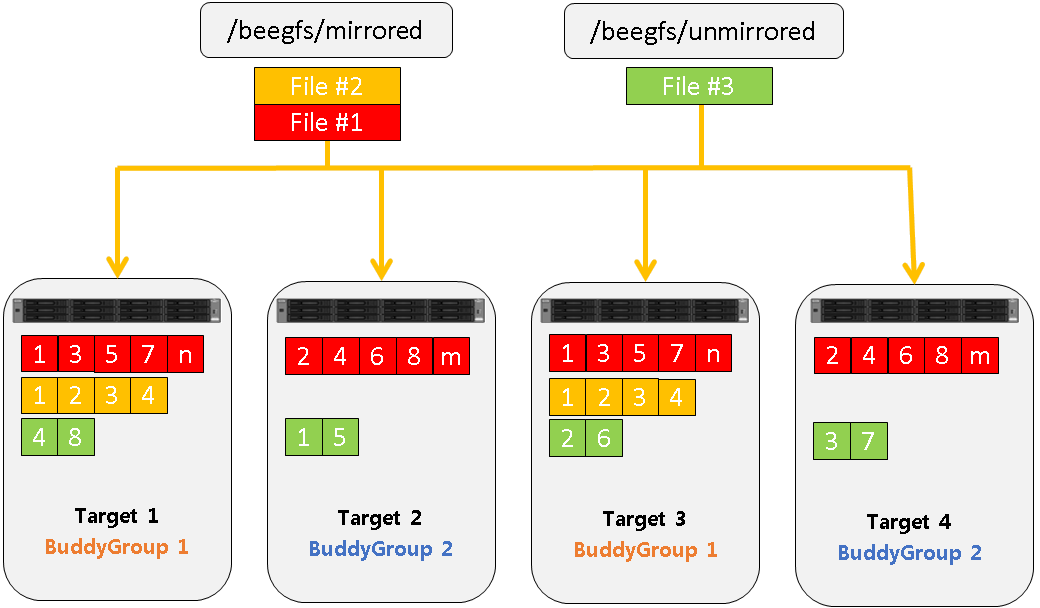 /beegfs/mirrored
/beegfs/unmirrored
File #2
File #1
File #3
1 3 5 7 n
1 2 3 4
4 8
Target 1
BuddyGroup 1
2 4 6 8 m
1 5
Target 2
BuddyGroup 2
1 3 5 7 n
1 2 3 4
2 6
Target 3
BuddyGroup 1
2 4 6 8 m
3 7
Target 4
BuddyGroup 2